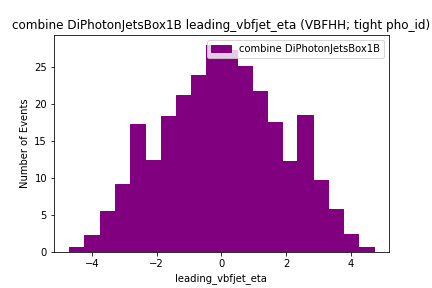 combine DiPhotonJetsBox1B leading_vbfjet_eta (VBFHH; tight pho_id)
combine DiPhotonJetsBox1B
Number of Events
25
20
15
10
5
0
−4
−2
0
2
4
leading_vbfjet_eta